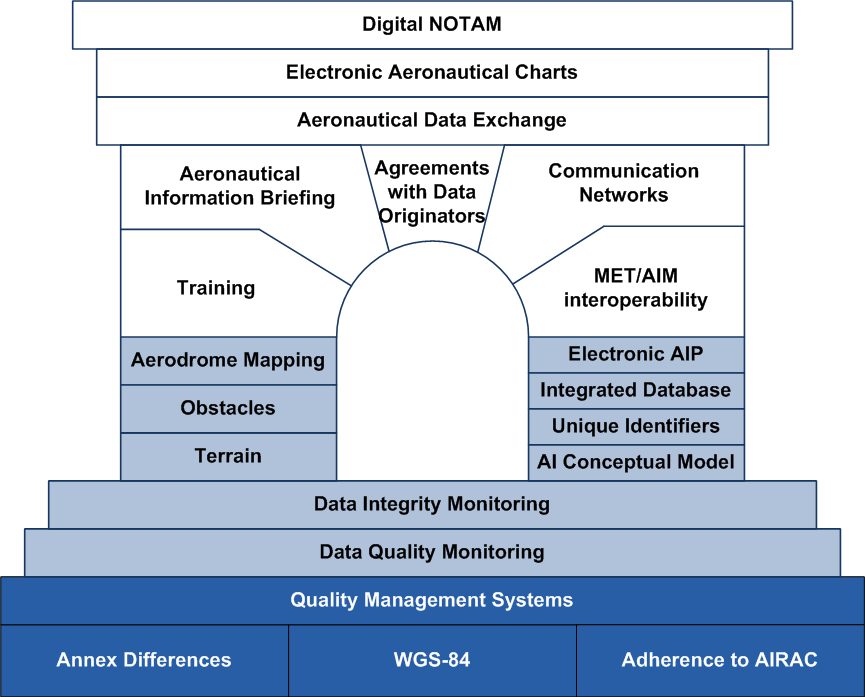 Digital NOTAM
Electronic Aeronautical Charts
Aeronautical Data Exchange
Aeronautical
Information Briefing
Agreements
with Data
Originators
Communication
Networks
Training
MET/AIM
interoperability
Aerodrome Mapping
Obstacles
Terrain
Electronic AIP
Integrated Database
Unique Identifiers
AI Conceptual Model
Data Integrity Monitoring
Data Quality Monitoring
Quality Management Systems
Annex Differences
WGS-84
Adherence to AIRAC